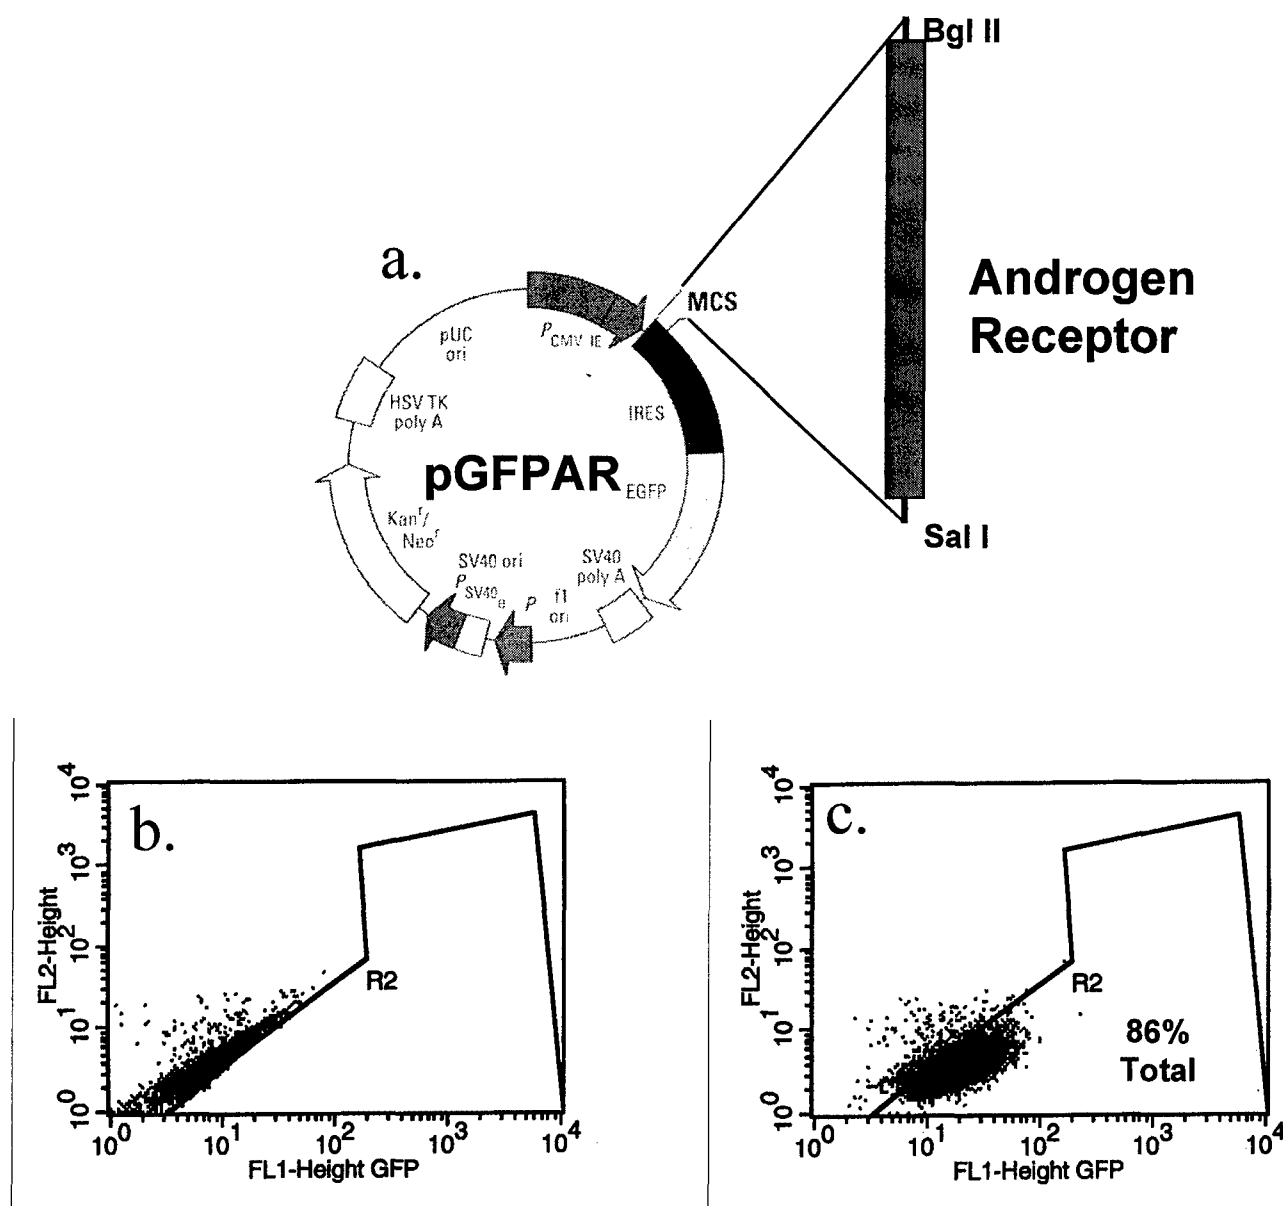 a.
Bgl II
Androgen
Receptor
Sal I
MCS
P CMV IE
pUC
ori
HSV TK
poly A
IRES
pGFPAR
EGFP
Kanr/
Neor
SV40 ori
P SV40e
P
f1
ori
SV40
poly A
b.
FL2-Height
10^4
10^3
10^2
10^1
10^0
R2
10^0 10^1 10^2 10^3 10^4
FL1-Height GFP
c.
FL2-Height
10^4
10^3
10^2
10^1
10^0
R2
86%
Total
10^0 10^1 10^2 10^3 10^4
FL1-Height GFP